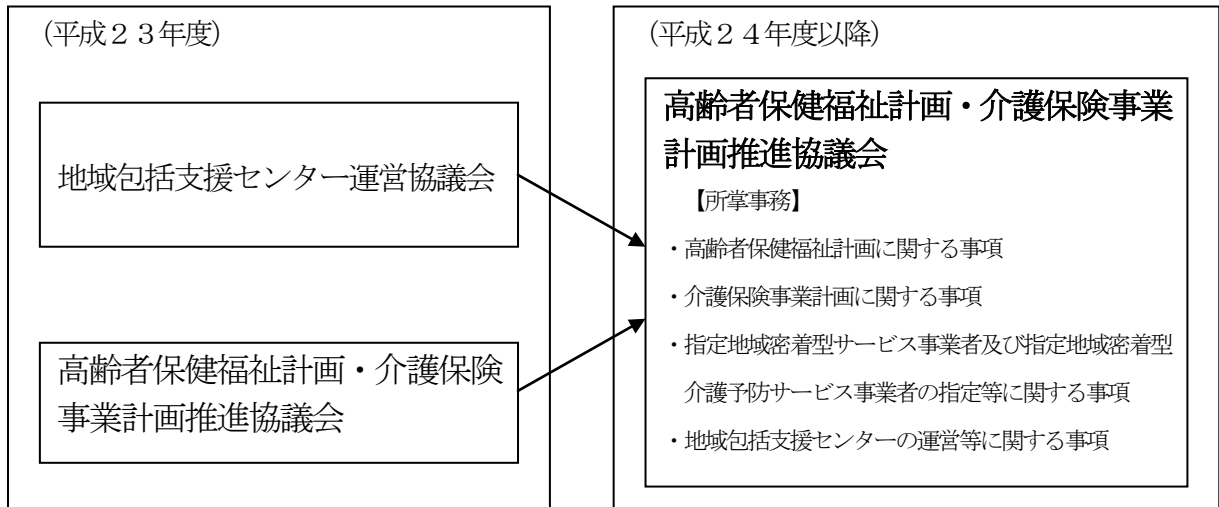 (平成２３年度)
地域包括支援センター運営協議会
高齢者保健福祉計画・介護保険
事業計画推進協議会
(平成２４年度以降)
高齢者保健福祉計画・介護保険事業
計画推進協議会
【所掌事務】
・高齢者保健福祉計画に関する事項
・介護保険事業計画に関する事項
・指定地域密着型サービス事業者及び指定地域密着型
介護予防サービス事業者の指定等に関する事項
・地域包括支援センターの運営等に関する事項